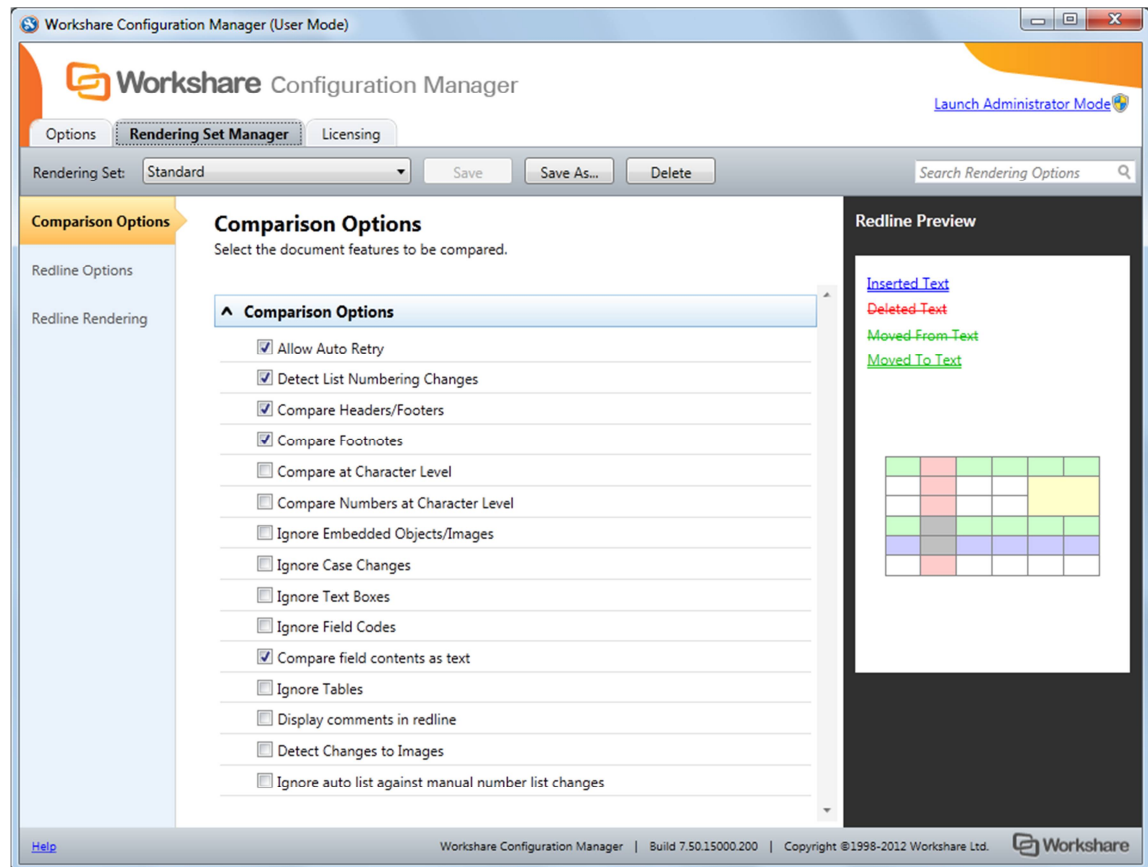 Workshare Configuration Manager (User Mode)
Workshare Configuration Manager
Launch Administrator Mode
Options Rendering Set Manager Licensing
Rendering Set: Standard Save Save As... Delete Search Rendering Options
Comparison Options
Redline Options
Redline Rendering
Comparison Options
Select the document features to be compared.
Comparison Options
Allow Auto Retry
Detect List Numbering Changes
Compare Headers/Footers
Compare Footnotes
Compare at Character Level
Compare Numbers at Character Level
Ignore Embedded Objects/Images
Ignore Case Changes
Ignore Text Boxes
Ignore Field Codes
Compare field contents as text
Ignore Tables
Display comments in redline
Detect Changes to Images
Ignore auto list against manual number list changes
Redline Preview
Inserted Text
Deleted Text
Moved From Text
Moved To Text
Help Workshare Configuration Manager | Build 7.50.15000.200 | Copyright ©1998-2012 Workshare Ltd. Workshare